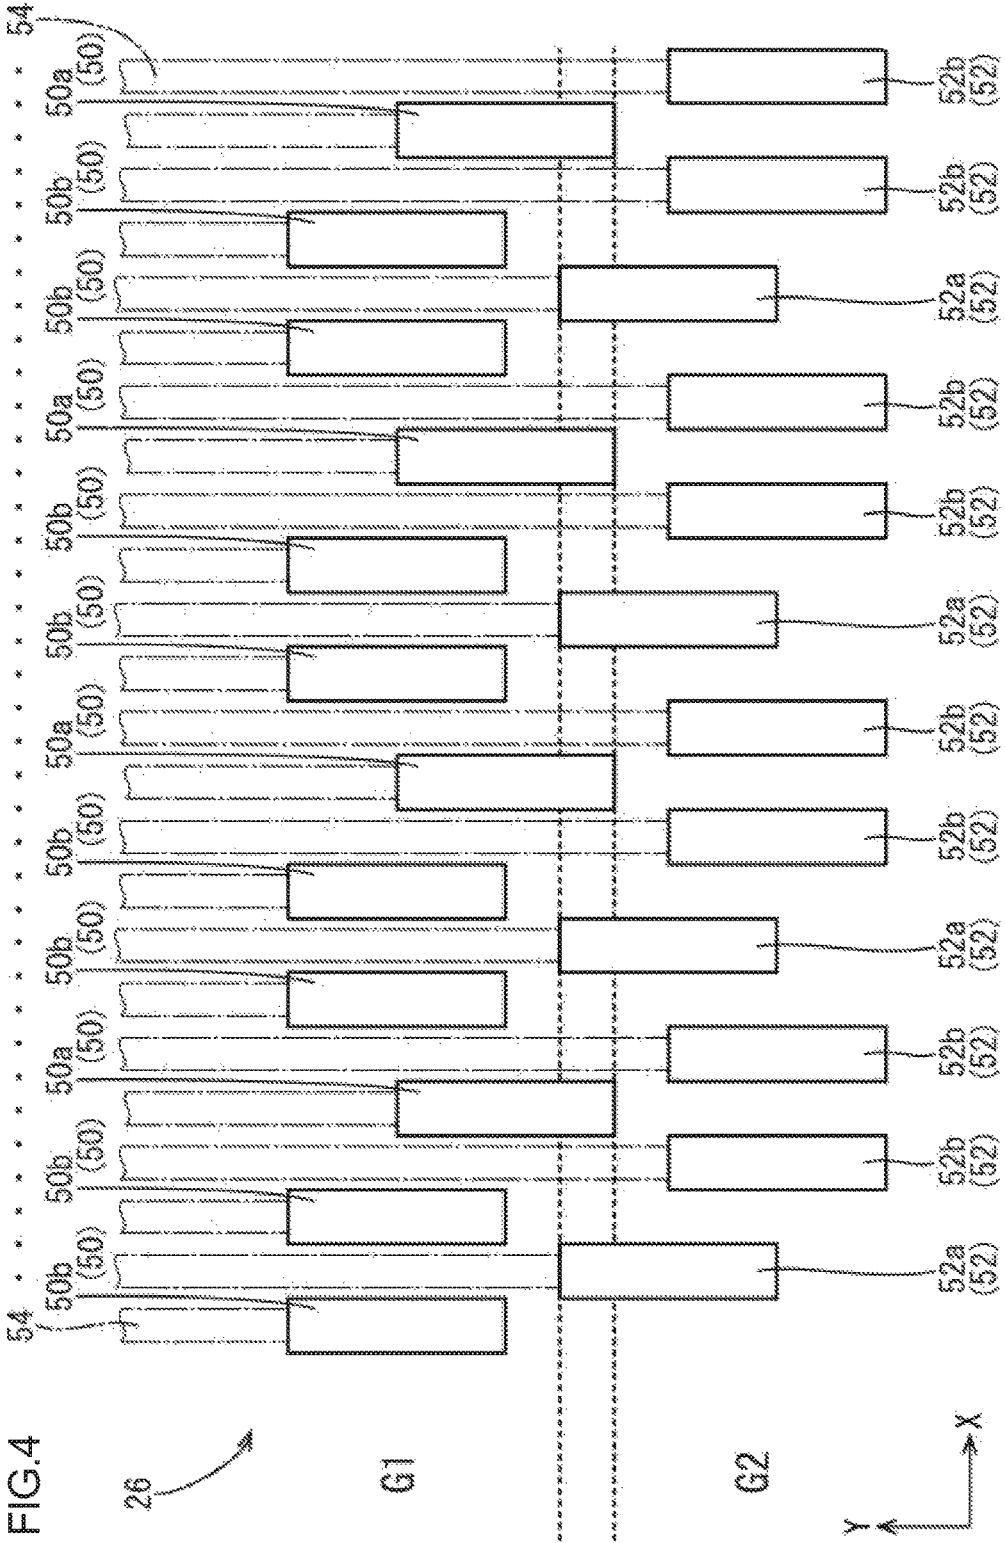 FIG.4
54 54
50b 50b 50a 50b 50b 50a 50b 50b 50a 50b 50b 50a
(50) (50) (50) (50) (50) (50) (50) (50) (50) (50) (50) (50)
26
G1
G2
Y
X
52a 52b 52b 52a 52b 52b 52a 52b 52b 52a 52b 52b
(52) (52) (52) (52) (52) (52) (52) (52) (52) (52) (52) (52)